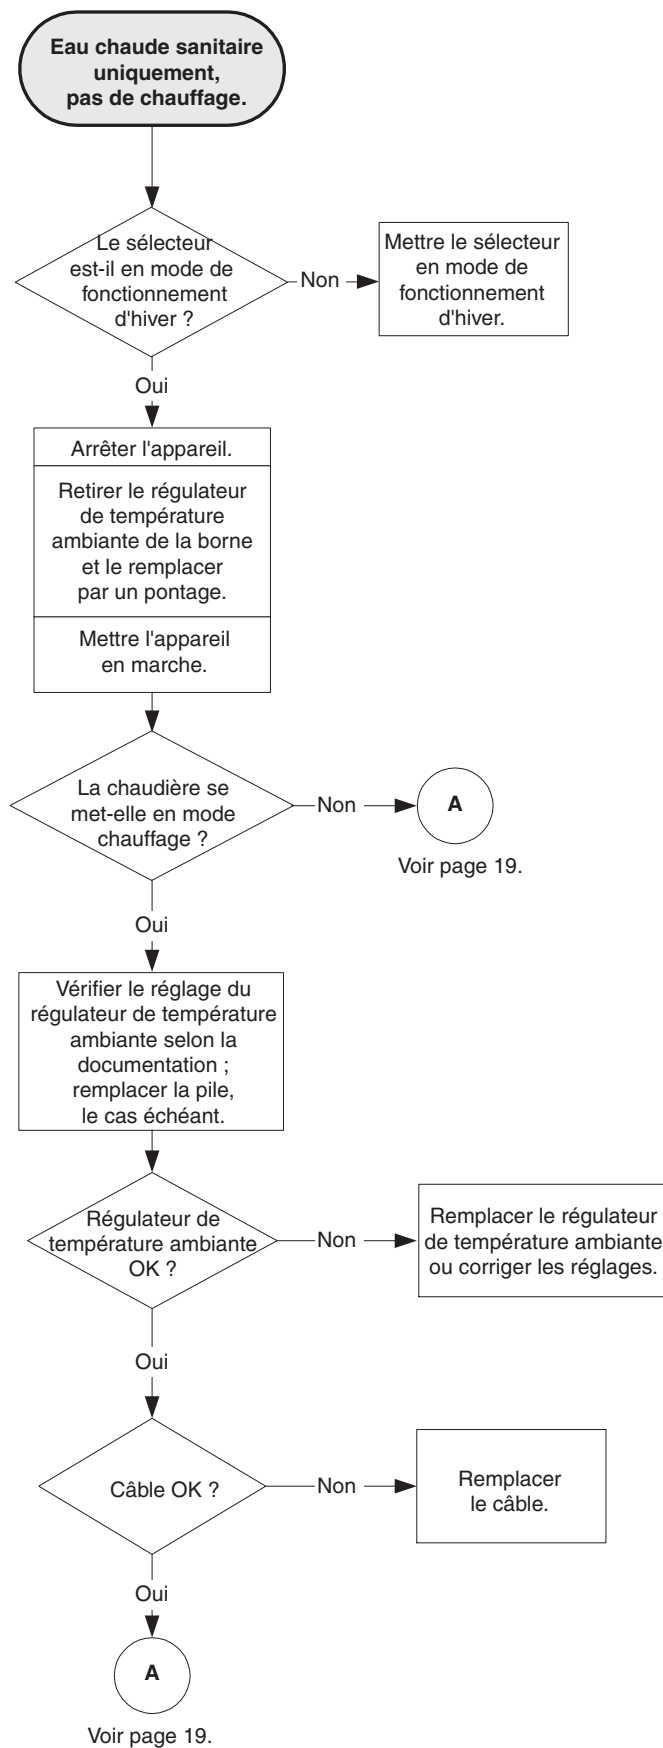 Eau chaude sanitaire
uniquement,
pas de chauffage.
Le sélecteur
est-il en mode de
fonctionnement
d'hiver ?
Non
Mettre le sélecteur
en mode de
fonctionnement
d'hiver.
Oui
Arrêter l'appareil.
Retirer le régulateur
de température
ambiante de la borne
et le remplacer
par un pontage.
Mettre l'appareil
en marche.
La chaudière se
met-elle en mode
chauffage ?
Non
A
Voir page 19.
Oui
Vérifier le réglage du
régulateur de température
ambiante selon la
documentation ;
remplacer la pile,
le cas échéant.
Régulateur de
température ambiante
OK ?
Non
Remplacer le régulateur
de température ambiante
ou corriger les réglages.
Oui
Câble OK ?
Non
Remplacer
le câble.
Oui
A
Voir page 19.